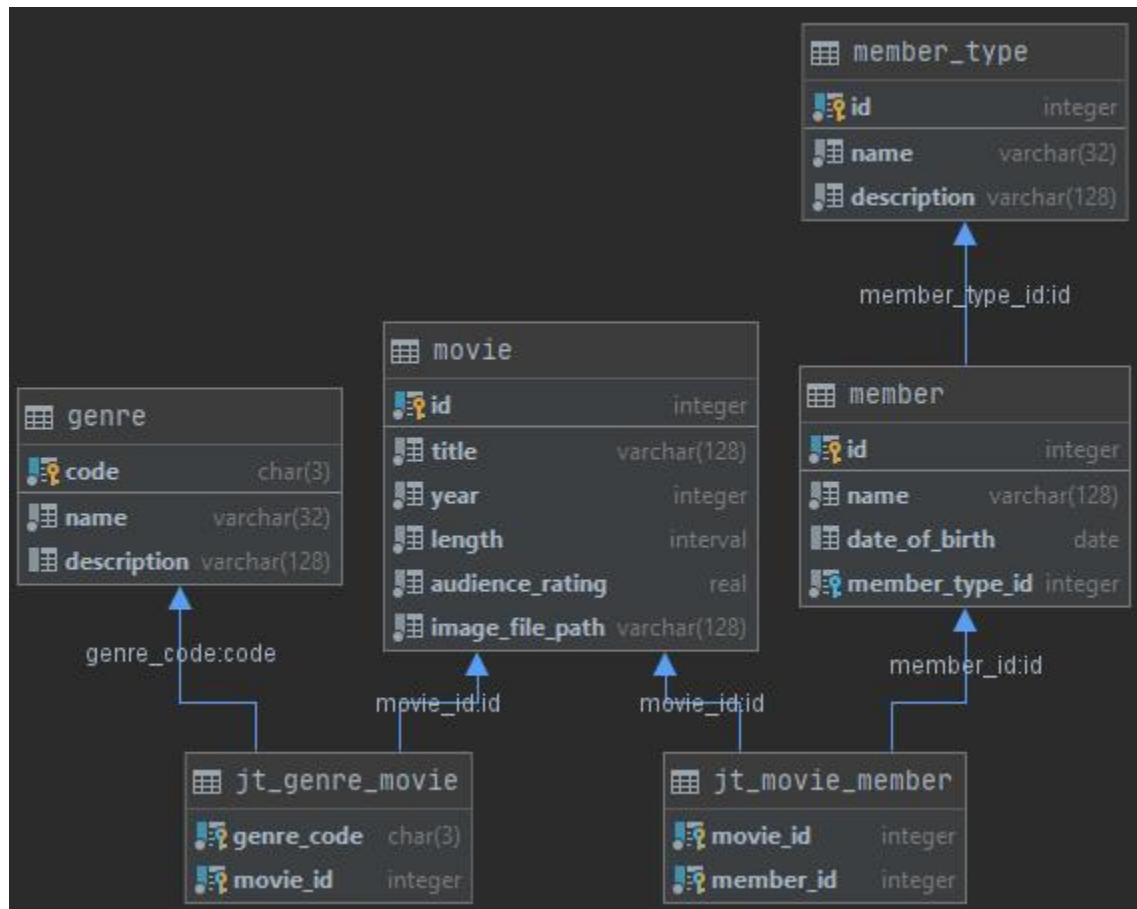 member_type
id integer
name varchar(32)
description varchar(128)
member_type_id:id
movie
id integer
title varchar(128)
year integer
length interval
audience_rating real
image_file_path varchar(128)
member
id integer
name varchar(128)
date_of_birth date
member_type_id integer
genre
code char(3)
name varchar(32)
description varchar(128)
genre_code:code
movie_id:id
movie_id:id
member_id:id
jt_genre_movie
genre_code char(3)
movie_id integer
jt_movie_member
movie_id integer
member_id integer